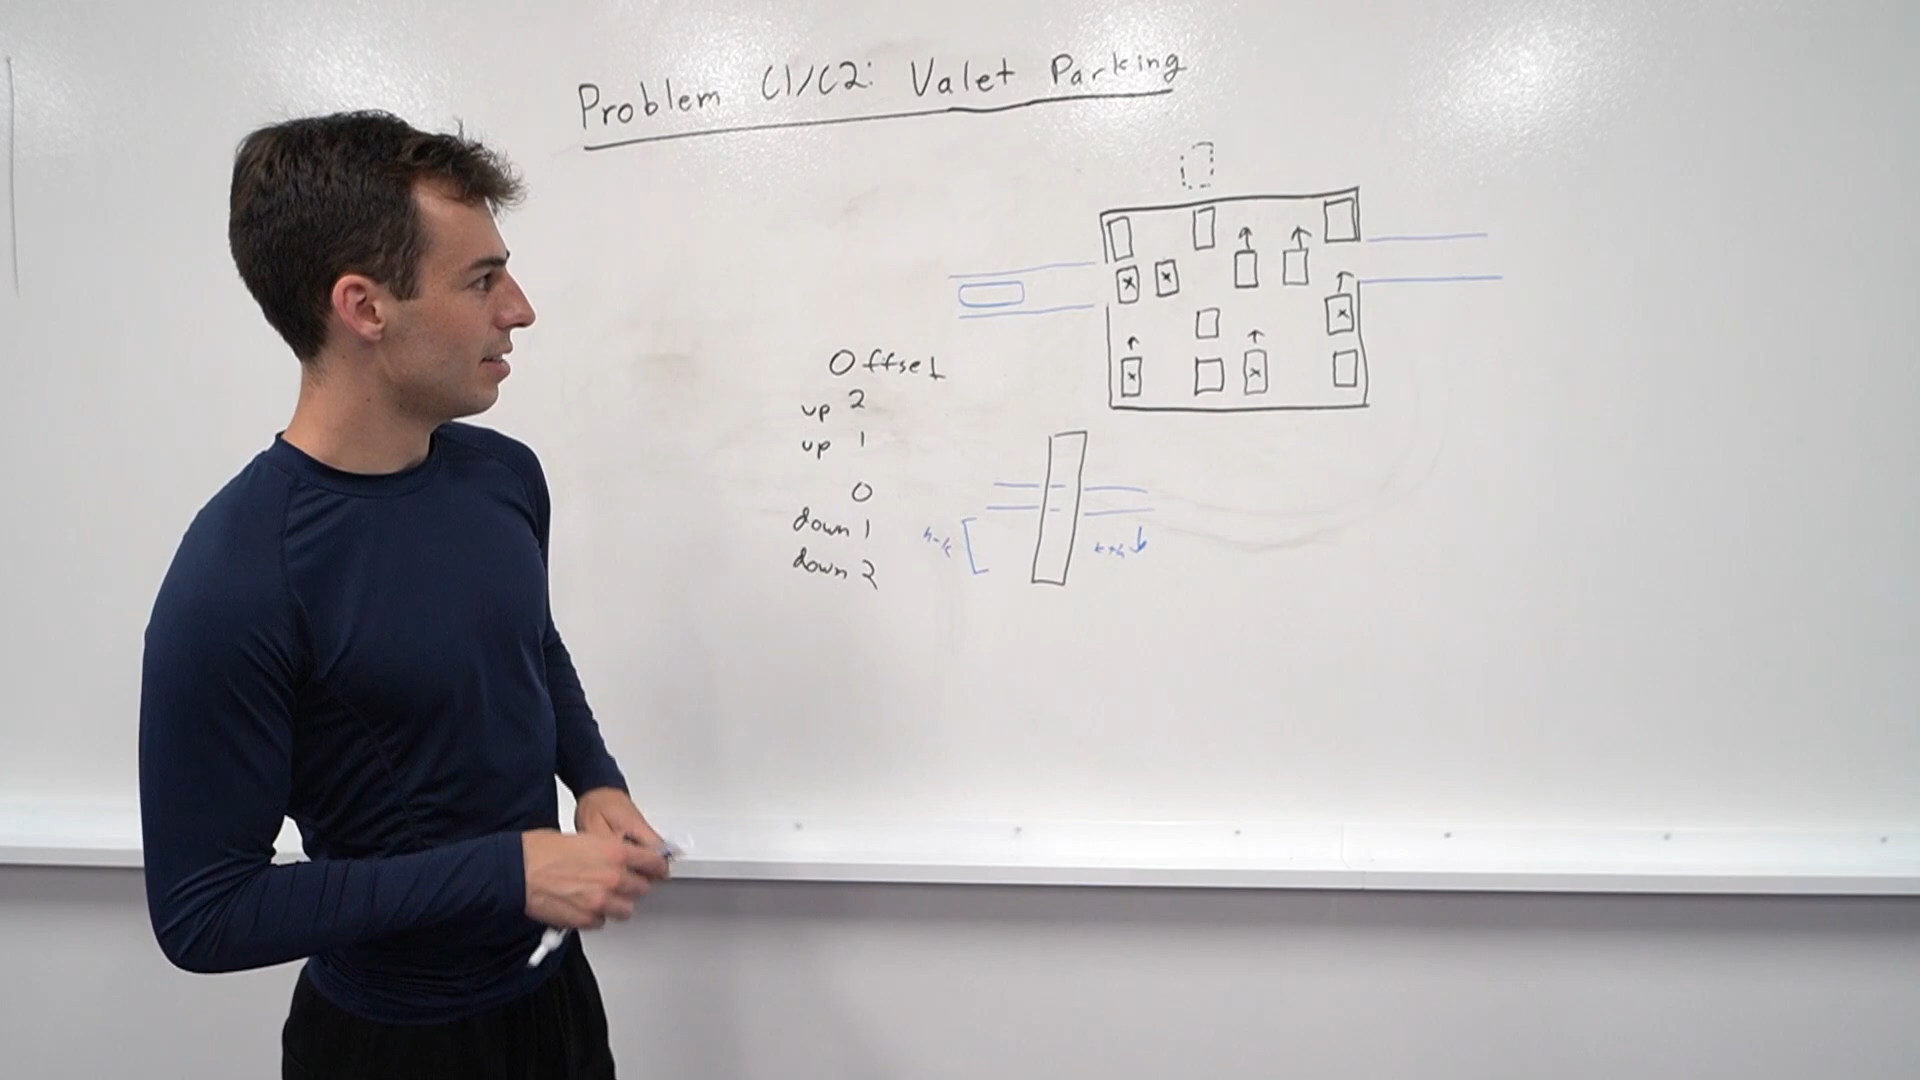 Problem C1/C2: Valet Parking
Offset
up 2
up 1
0
down 1
down 2
x x
x
x x